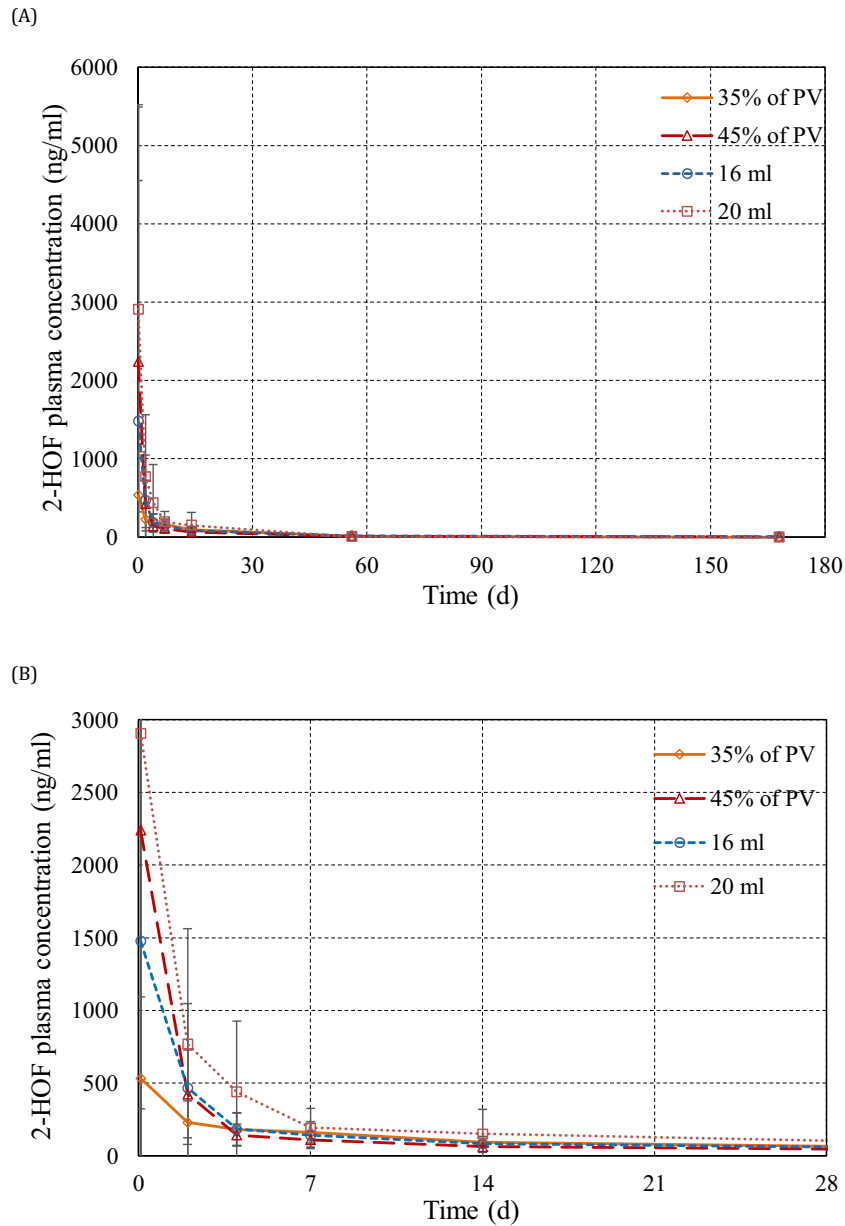 (A)
6000
5000
4000
3000
2000
1000
0
2-HOF plasma concentration (ng/ml)
35% of PV
45% of PV
16 ml
20 ml
0 30 60 90 120 150 180
Time (d)
(B)
3000
2500
2000
1500
1000
500
0
2-HOF plasma concentration (ng/ml)
35% of PV
45% of PV
16 ml
20 ml
0 7 14 21 28
Time (d)